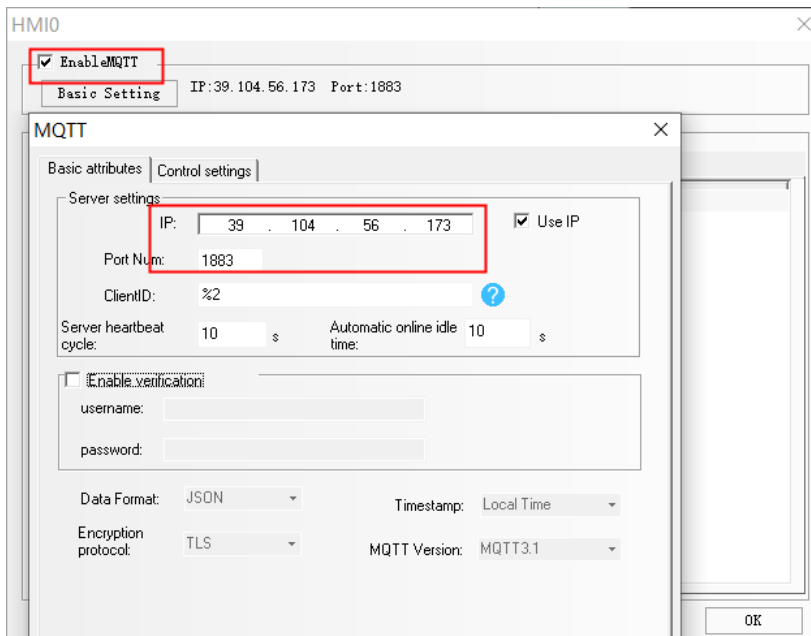 HMI0
EnableMQTT
Basic Setting IP:39.104.56.173 Port:1883
MQTT
Basic attributes Control settings
Server settings
IP: 39 . 104 . 56 . 173 Use IP
Port Num: 1883
ClientID: %2 ?
Server heartbeat cycle: 10 s Automatic online idle time: 10 s
Enable verification
username:
password:
Data Format: JSON Timestamp: Local Time
Encryption protocol: TLS MQTT Version: MQTT3.1
OK